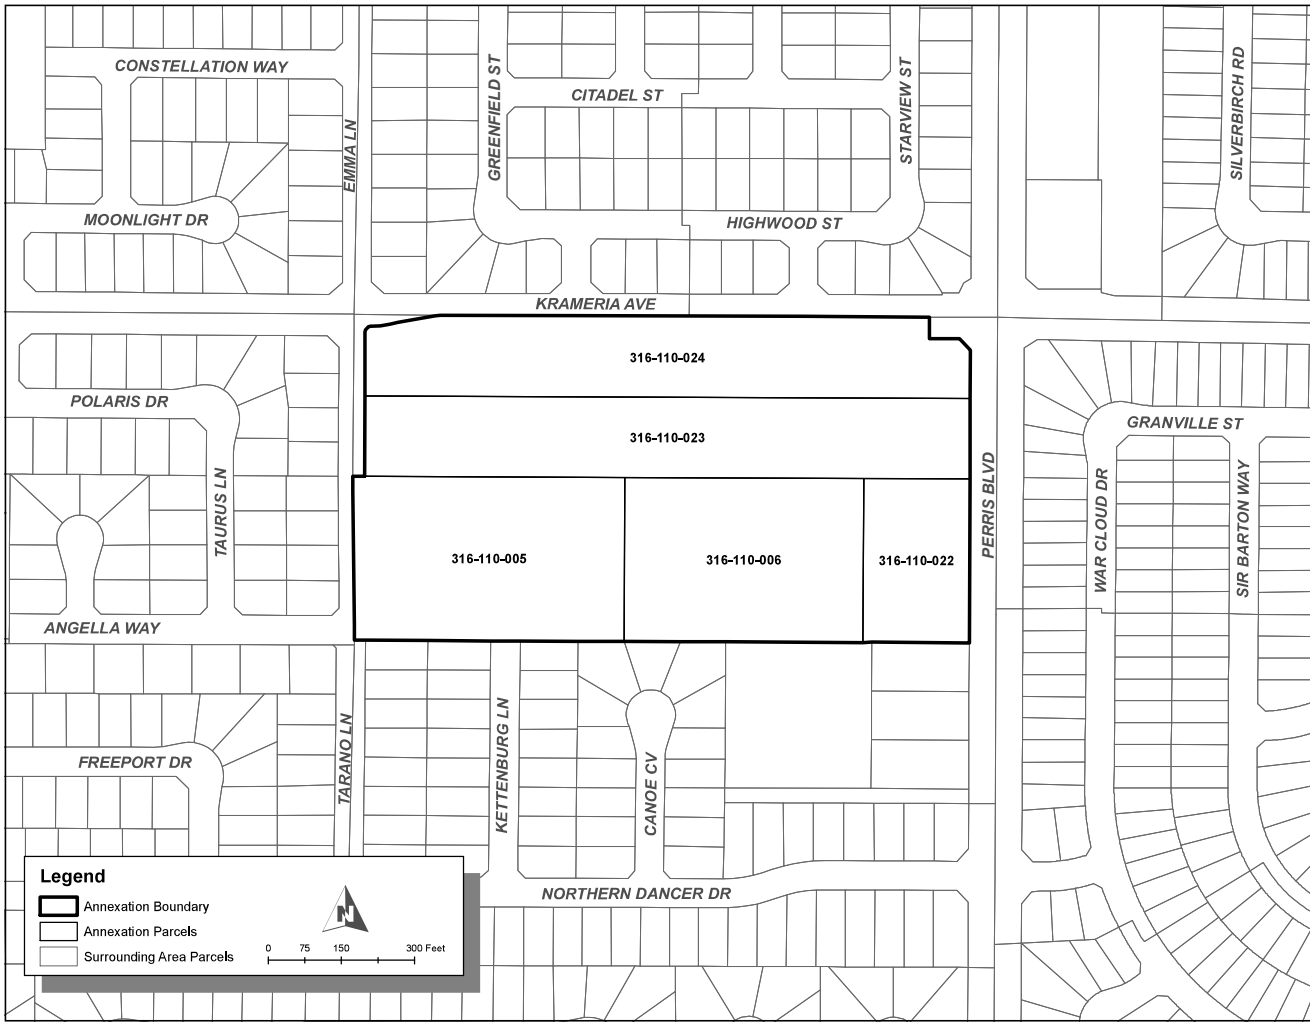 CONSTELLATION WAY
EMMA LN
GREENFIELD ST
CITADEL ST
STARVIEW ST
SILVERBIRCH RD
MOONLIGHT DR
HIGHWOOD ST
KRAMERIA AVE
316-110-024
POLARIS DR
316-110-023
GRANVILLE ST
TAURUS LN
PERRIS BLVD
WAR CLOUD DR
SIR BARTON WAY
316-110-005
316-110-006
316-110-022
ANGELLA WAY
FREEPORT DR
TARANO LN
KETTENBURG LN
CANOE CV
NORTHERN DANCER DR
Legend
Annexation Boundary
Annexation Parcels
Surrounding Area Parcels
N
0 75 150 300 Feet